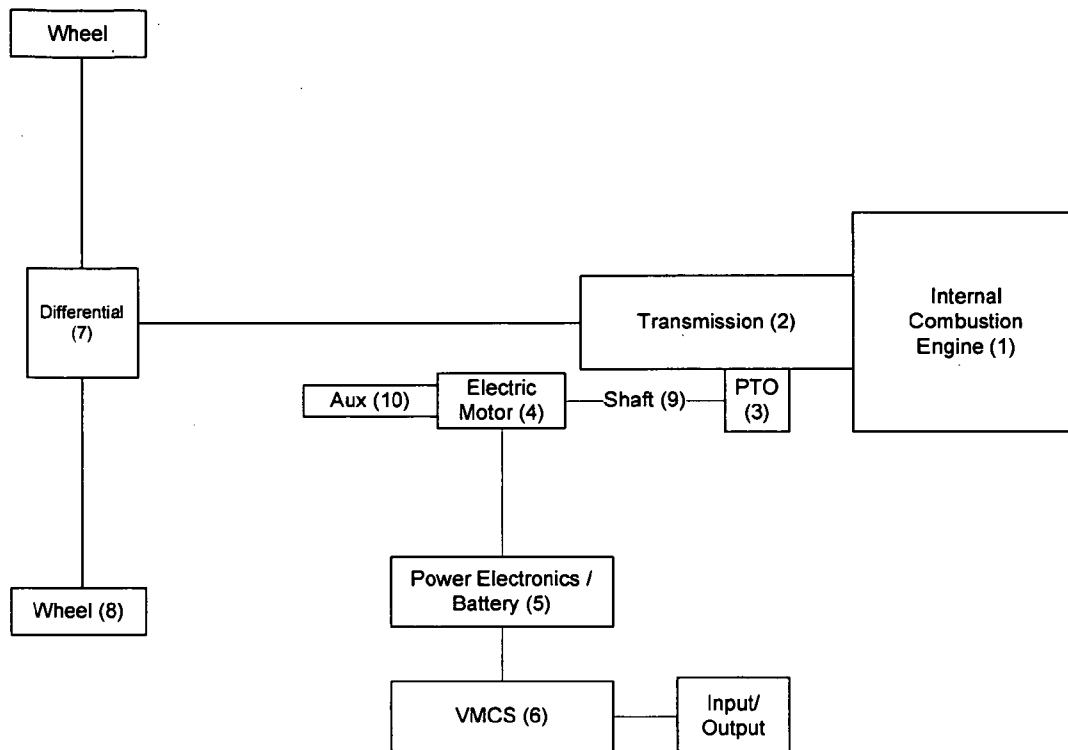 Wheel
Internal
Combustion
Engine (1)
Differential
(7)
Transmission (2)
Aux (10)
Electric
Motor (4)
Shaft (9)
PTO
(3)
Power Electronics /
Battery (5)
Wheel (8)
VMCS (6)
Input/
Output